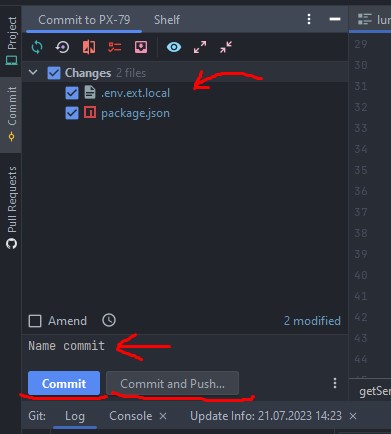 Commit to PX-79 Shelf
Project
Commit
Pull Requests
Changes 2 files
.env.ext.local
package.json
Amend 2 modified
Name commit
Commit Commit and Push...
Git: Log Console × Update Info: 21.07.2023 14:23 ×
lun
29
30
31
32
33
34
35
36
37
38
39
40
41
42
43
44
45
getSer